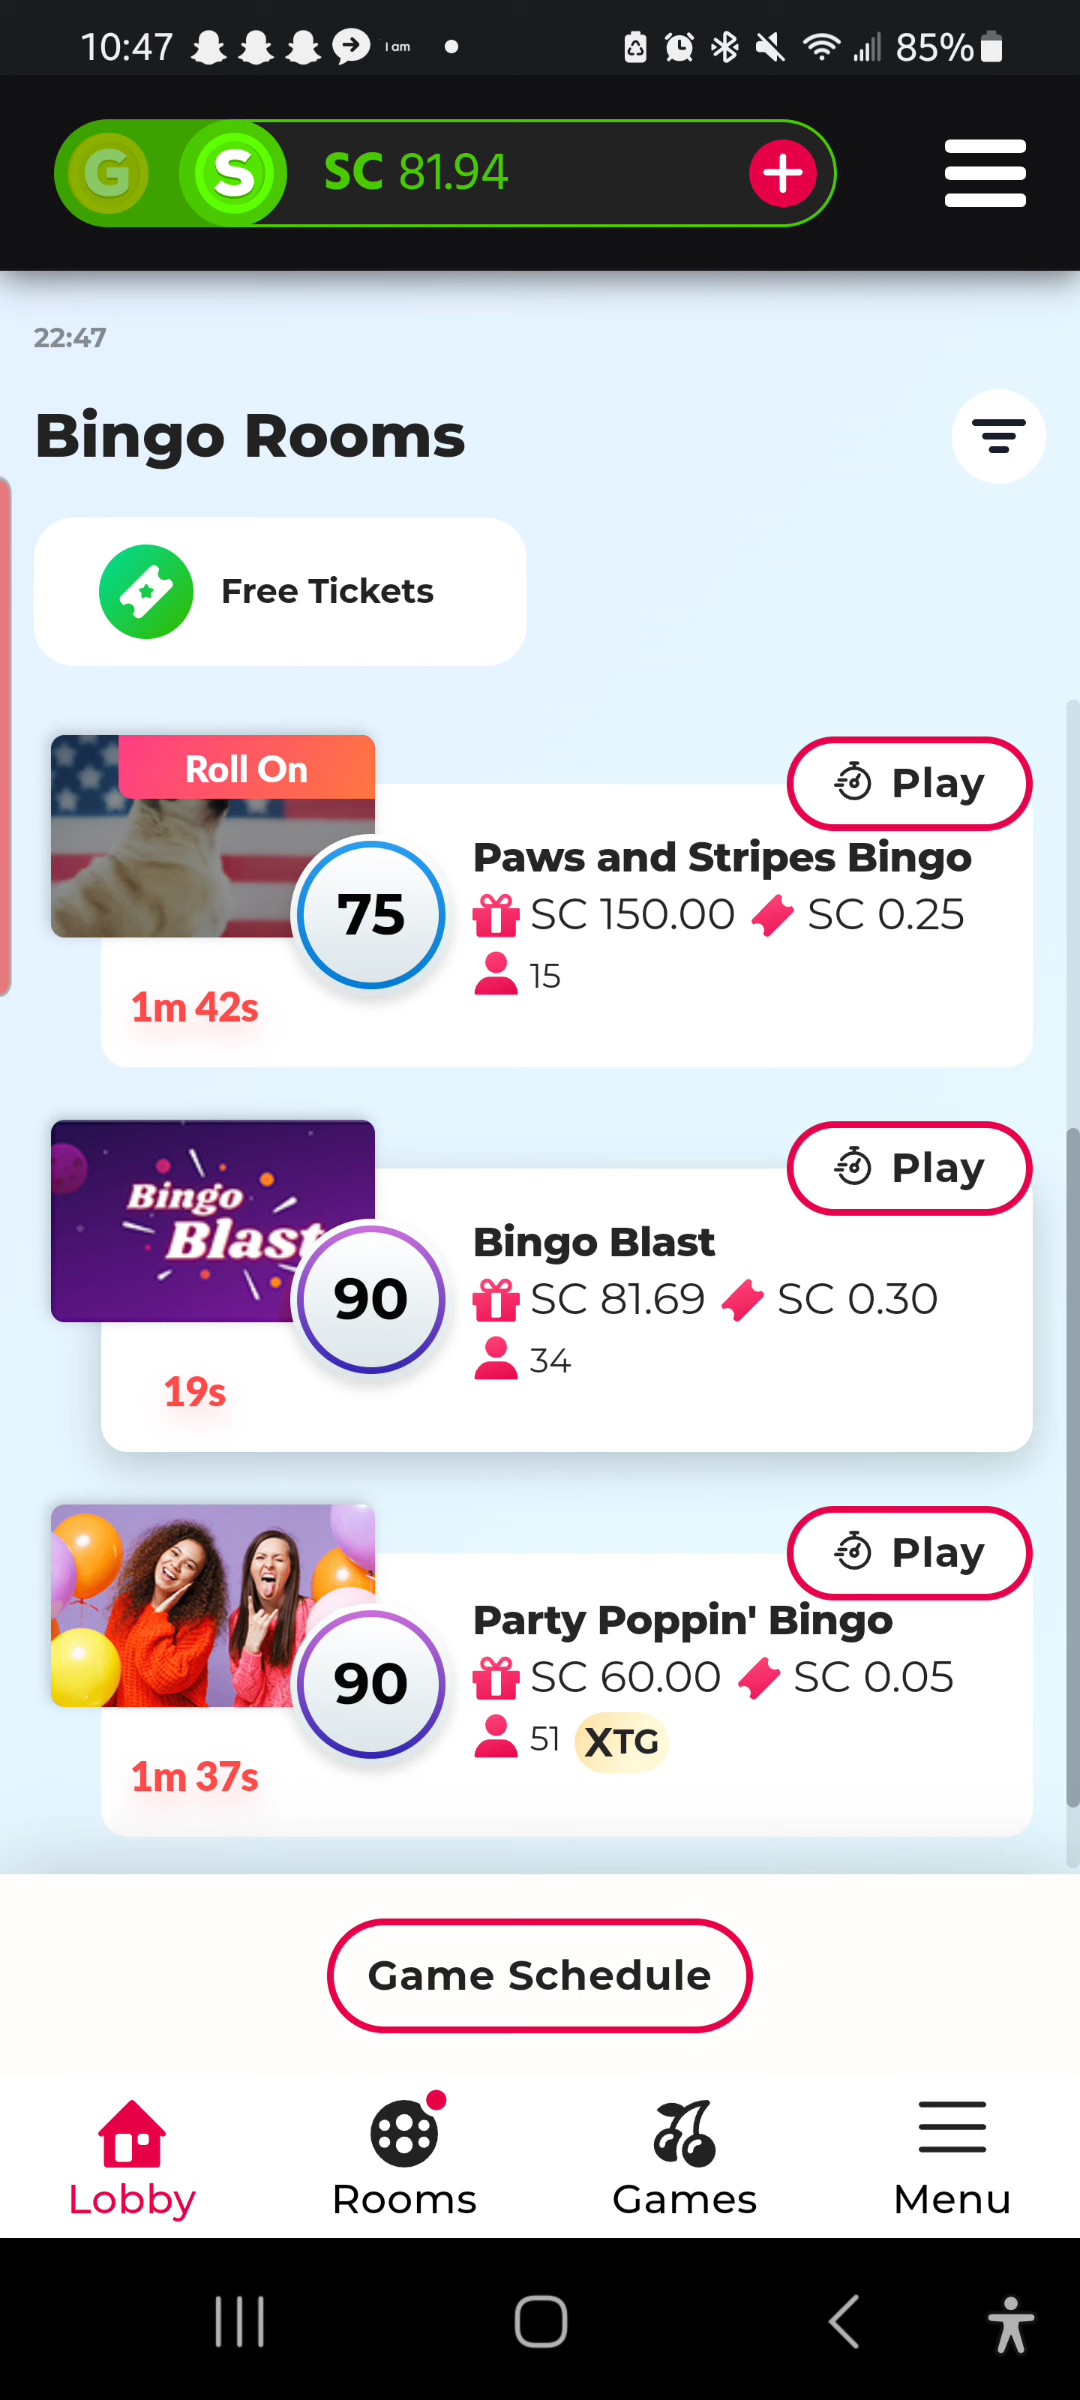 10:47 I am 85%
G S SC 81.94
22:47
Bingo Rooms
Free Tickets
Roll On
Play
75
Paws and Stripes Bingo
SC 150.00 SC 0.25
15
1m 42s
Bingo
Blast
Play
90
Bingo Blast
SC 81.69 SC 0.30
34
19s
Play
90
Party Poppin' Bingo
SC 60.00 SC 0.05
51 XTG
1m 37s
Game Schedule
Lobby Rooms Games Menu